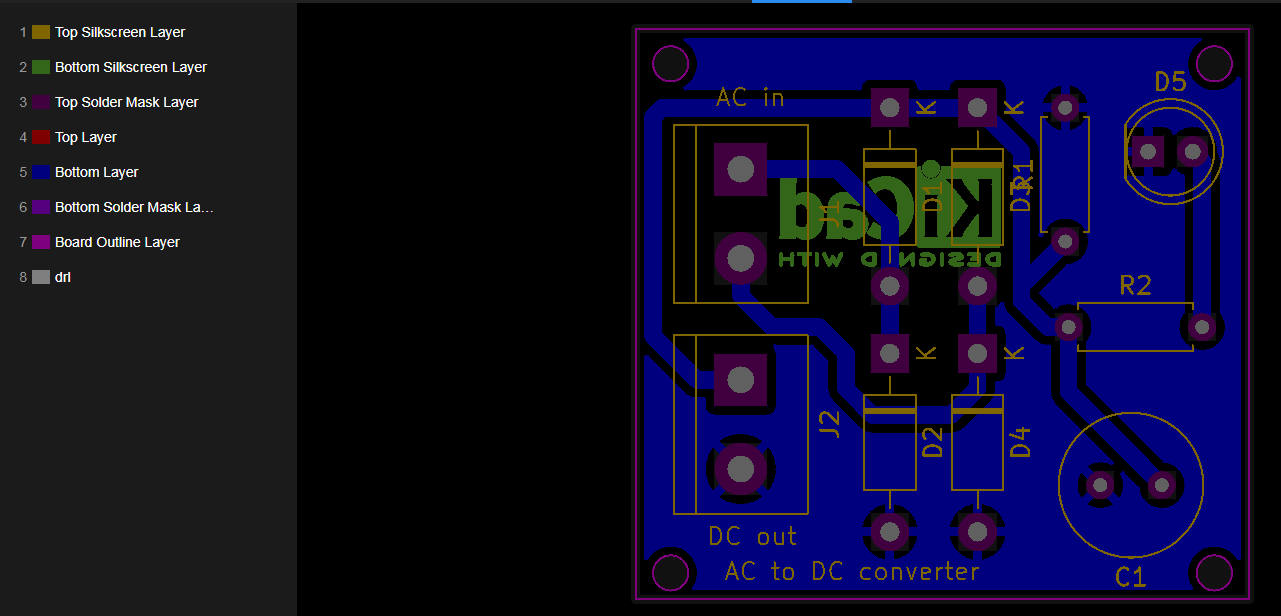 1 Top Silkscreen Layer
2 Bottom Silkscreen Layer
3 Top Solder Mask Layer
4 Top Layer
5 Bottom Layer
6 Bottom Solder Mask La…
7 Board Outline Layer
8 drl
D5
AC in
K K
R1
D1 D3
J1
KiCad
DESIGNED WITH
R2
K K
J2
D2 D4
DC out
AC to DC converter
C1